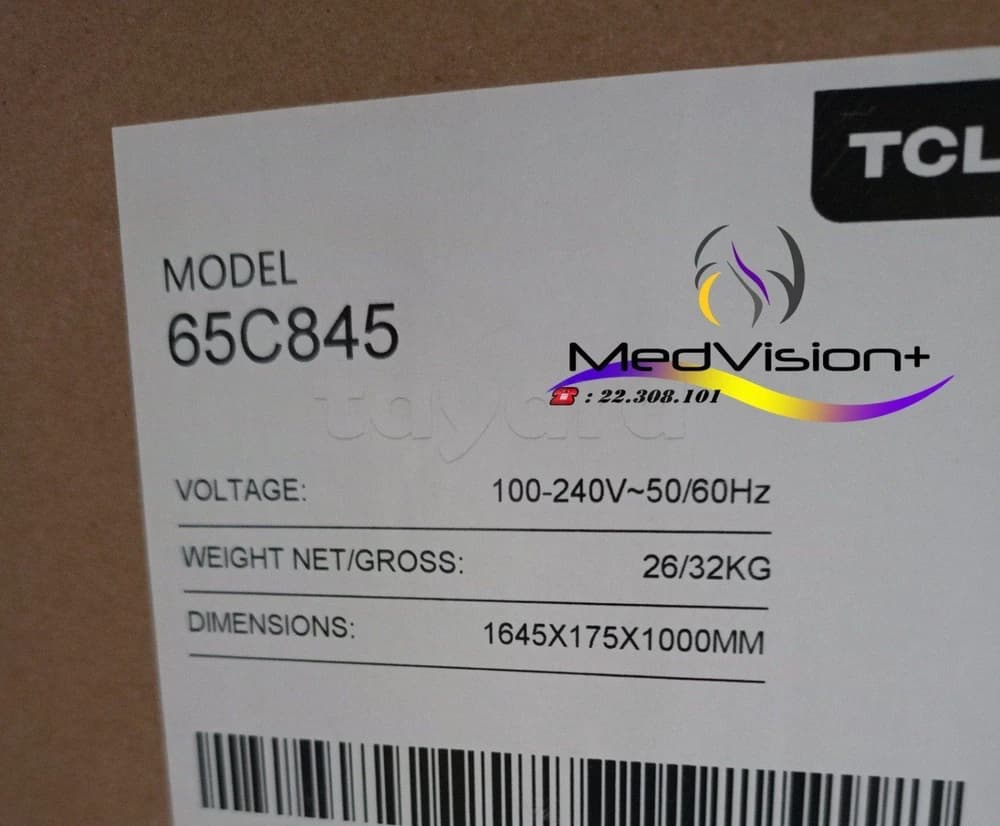 TCL
MODEL
65C845
MedVision+
: 22.308.101
tayara
VOLTAGE: 100-240V~50/60Hz
WEIGHT NET/GROSS: 26/32KG
DIMENSIONS: 1645X175X1000MM